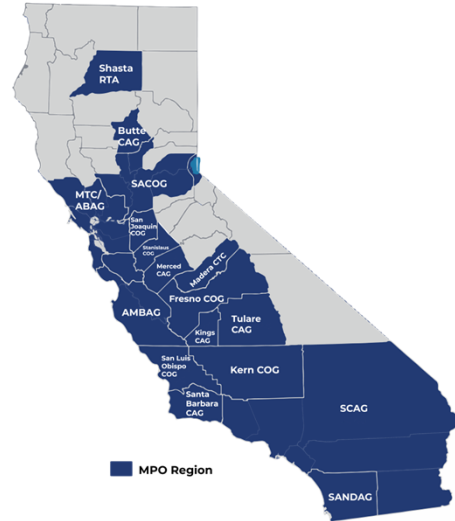 Shasta
RTA
Butte
CAG
SACOG
MTC/
ABAG
San
Joaquin
COG
Stanislaus
COG
Merced
CAG
Madera CTC
Fresno COG
AMBAG
Tulare
CAG
Kings
CAG
San Luis
Obispo
COG
Kern COG
Santa
Barbara
CAG
SCAG
MPO Region
SANDAG